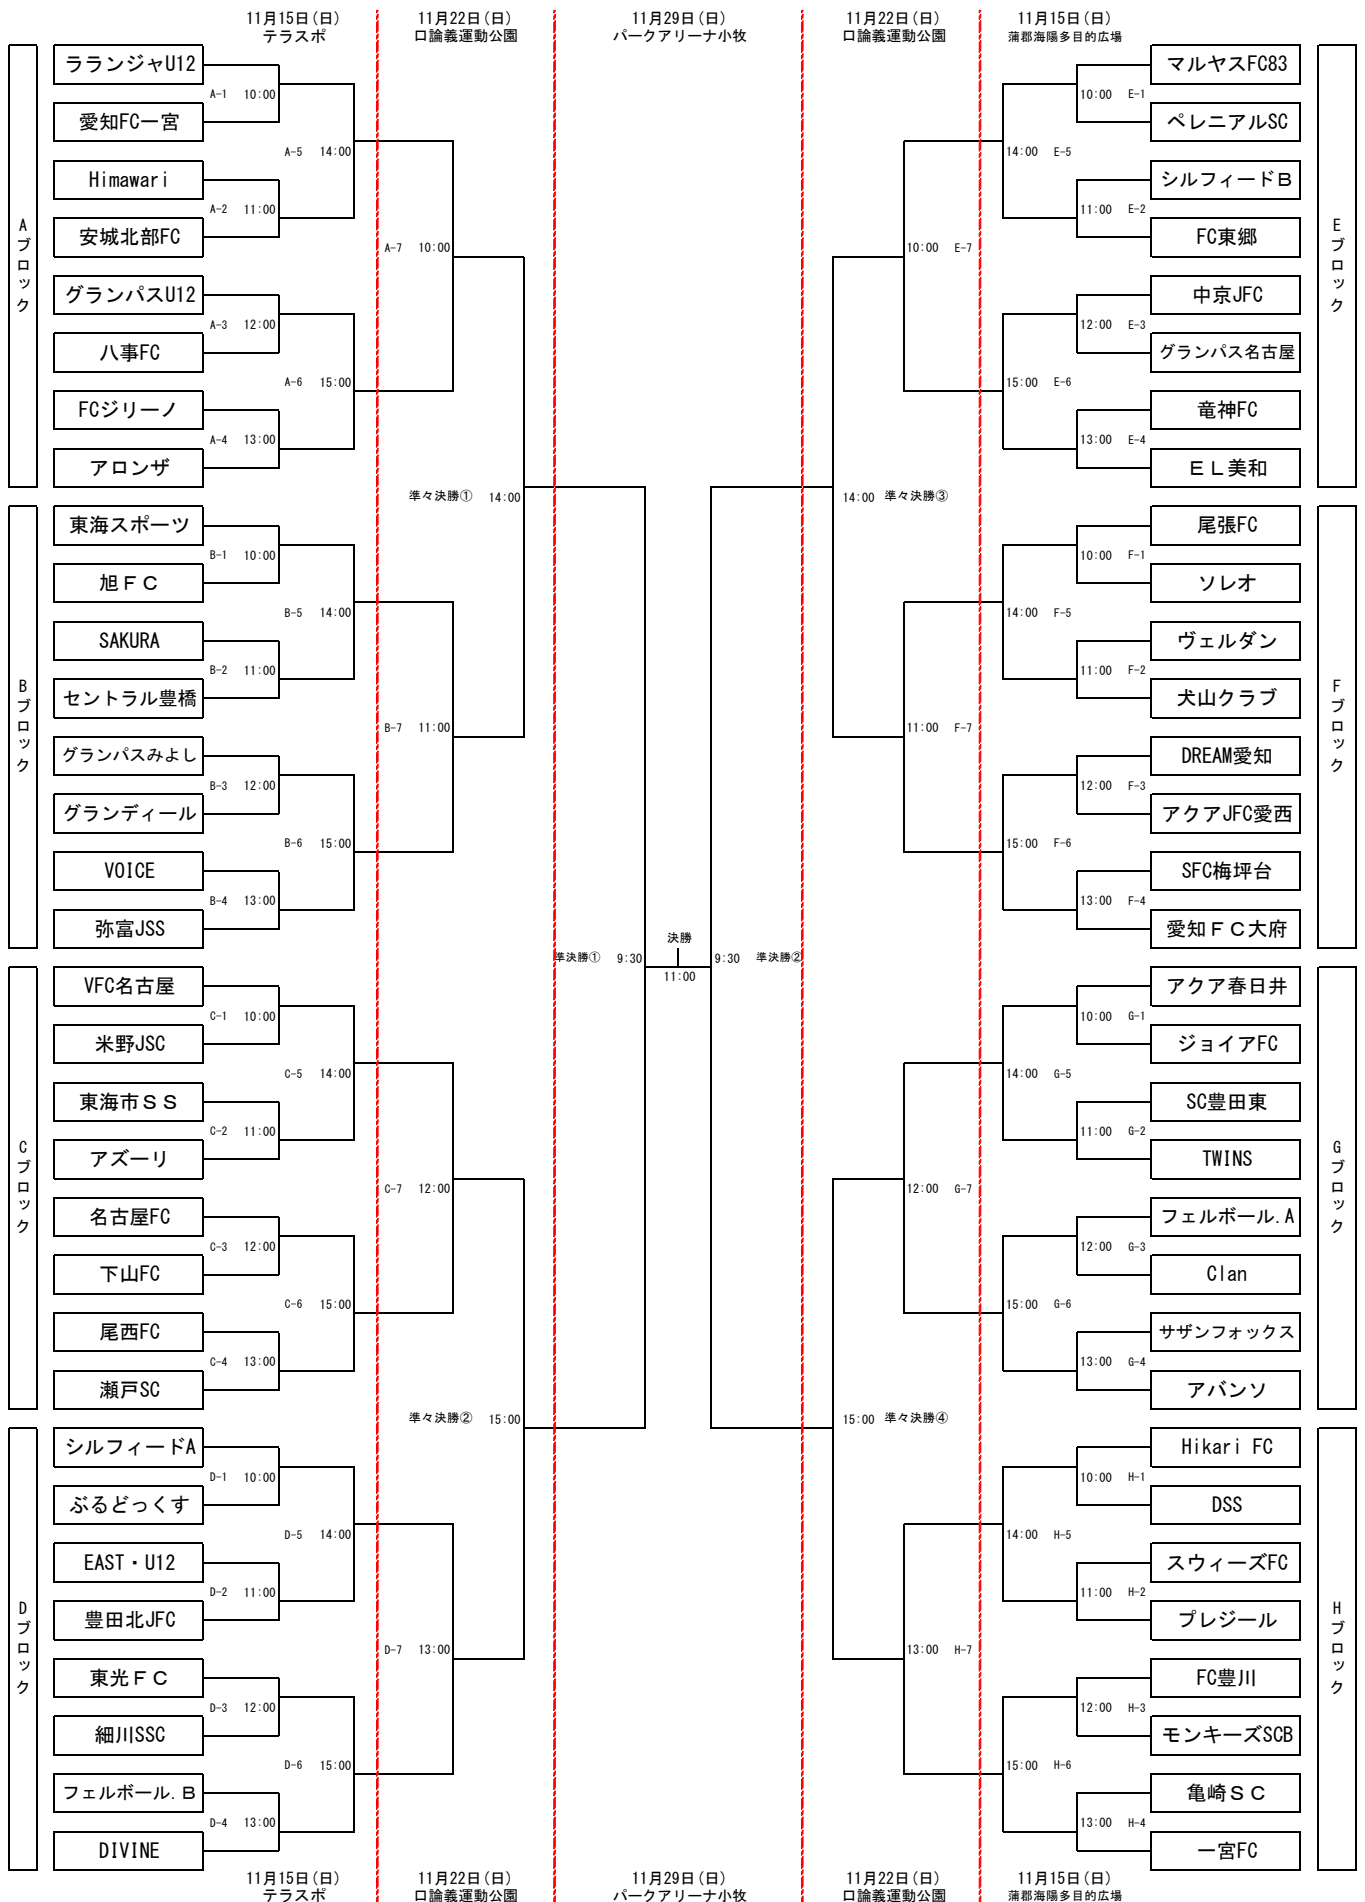 11月15日(日)
テラスポ
11月22日(日)
口論義運動公園
11月29日(日)
パークアリーナ小牧
11月22日(日)
口論義運動公園
11月15日(日)
蒲郡海陽多目的広場
Aブロック
ラランジャU12
A-1 10:00
愛知FC一宮
A-5 14:00
Himawari
A-2 11:00
安城北部FC
A-7 10:00
グランパスU12
A-3 12:00
八事FC
A-6 15:00
FCジリーノ
A-4 13:00
アロンザ
準々決勝① 14:00
Bブロック
東海スポーツ
B-1 10:00
旭ＦＣ
B-5 14:00
SAKURA
B-2 11:00
セントラル豊橋
B-7 11:00
グランパスみよし
B-3 12:00
グランディール
B-6 15:00
VOICE
B-4 13:00
弥富JSS
準決勝① 9:30
決勝
11:00
9:30 準決勝②
Cブロック
VFC名古屋
C-1 10:00
米野JSC
C-5 14:00
東海市ＳＳ
C-2 11:00
アズーリ
C-7 12:00
名古屋FC
C-3 12:00
下山FC
C-6 15:00
尾西FC
C-4 13:00
瀬戸SC
準々決勝② 15:00
Dブロック
シルフィードA
D-1 10:00
ぶるどっくす
D-5 14:00
EAST・U12
D-2 11:00
豊田北JFC
D-7 13:00
東光ＦＣ
D-3 12:00
細川SSC
D-6 15:00
フェルボール.Ｂ
D-4 13:00
DIVINE
Eブロック
マルヤスFC83
10:00 E-1
ペレニアルSC
14:00 E-5
シルフィードＢ
11:00 E-2
FC東郷
10:00 E-7
中京JFC
12:00 E-3
グランパス名古屋
15:00 E-6
竜神FC
13:00 E-4
ＥＬ美和
14:00 準々決勝③
Fブロック
尾張FC
10:00 F-1
ソレオ
14:00 F-5
ヴェルダン
11:00 F-2
犬山クラブ
11:00 F-7
DREAM愛知
12:00 F-3
アクアJFC愛西
15:00 F-6
SFC梅坪台
13:00 F-4
愛知ＦＣ大府
Gブロック
アクア春日井
10:00 G-1
ジョイアFC
14:00 G-5
SC豊田東
11:00 G-2
TWINS
12:00 G-7
フェルボール.A
12:00 G-3
Clan
15:00 G-6
サザンフォックス
13:00 G-4
アバンソ
15:00 準々決勝④
Hブロック
Hikari FC
10:00 H-1
DSS
14:00 H-5
スウィーズFC
11:00 H-2
プレジール
13:00 H-7
FC豊川
12:00 H-3
モンキーズSCB
15:00 H-6
亀崎ＳＣ
13:00 H-4
一宮FC
11月15日(日)
テラスポ
11月22日(日)
口論義運動公園
11月29日(日)
パークアリーナ小牧
11月22日(日)
口論義運動公園
11月15日(日)
蒲郡海陽多目的広場